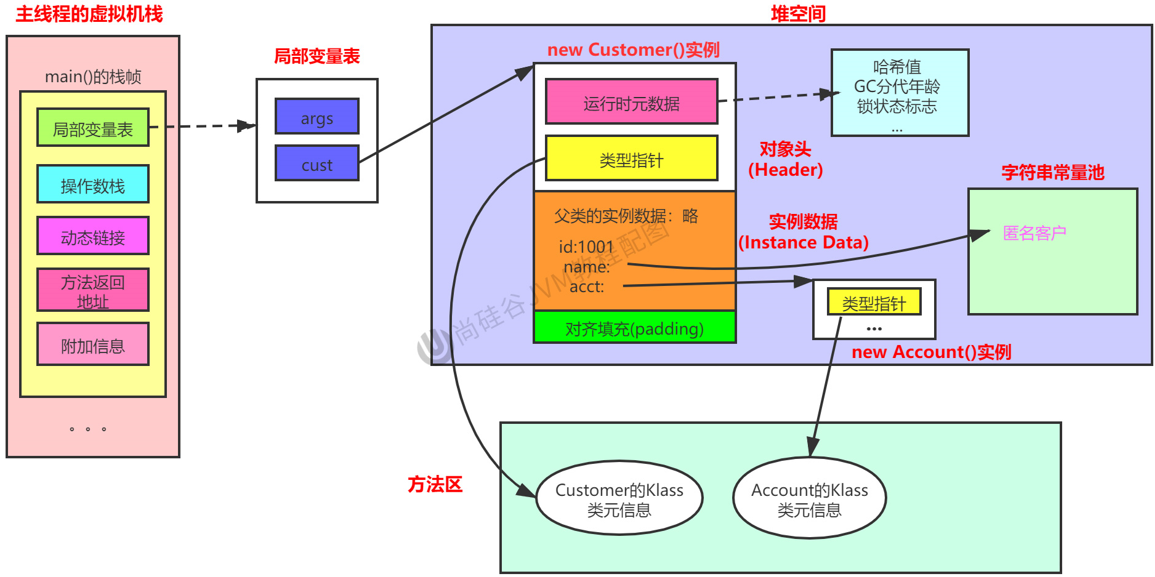 主线程的虚拟机栈
main()的栈帧
局部变量表
操作数栈
动态链接
方法返回
地址
附加信息
。。。
局部变量表
args
cust
堆空间
new Customer()实例
运行时元数据
类型指针
哈希值
GC分代年龄
锁状态标志
...
对象头
(Header)
父类的实例数据：略
id:1001
name:
acct:
实例数据
(Instance Data)
对齐填充(padding)
字符串常量池
匿名客户
类型指针
...
new Account()实例
方法区
Customer的Klass
类元信息
Account的Klass
类元信息
尚硅谷JVM教程配图